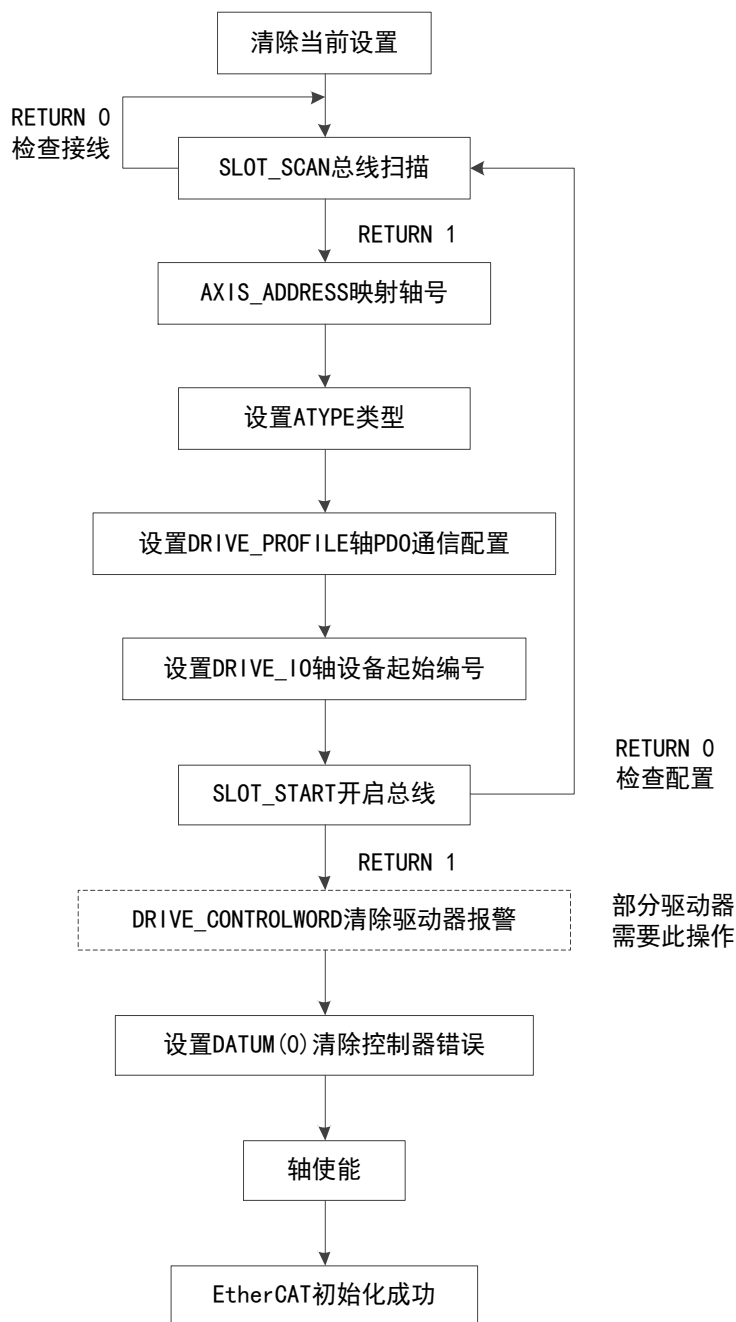 清除当前设置
RETURN 0
检查接线
SLOT_SCAN总线扫描
RETURN 1
AXIS_ADDRESS映射轴号
设置ATYPE类型
设置DRIVE_PROFILE轴PDO通信配置
设置DRIVE_IO轴设备起始编号
RETURN 0
检查配置
SLOT_START开启总线
RETURN 1
DRIVE_CONTROLWORD清除驱动器报警
部分驱动器
需要此操作
设置DATUM(0)清除控制器错误
轴使能
EtherCAT初始化成功